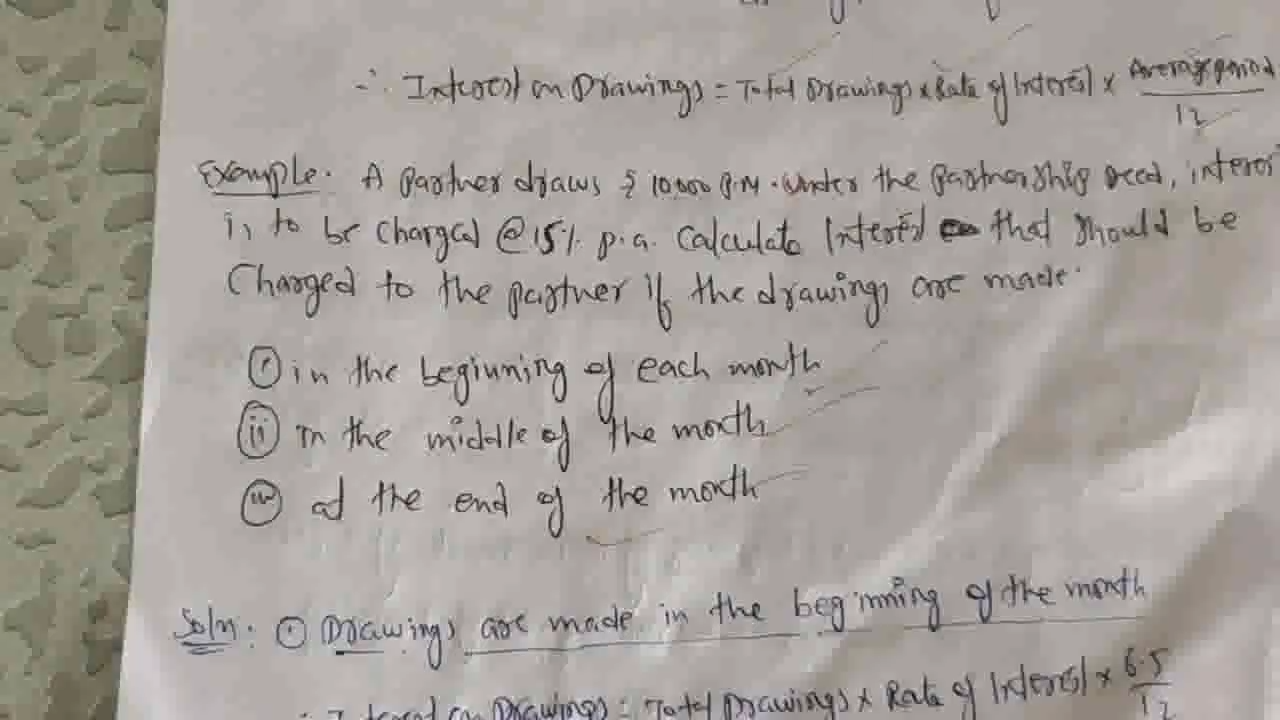 ∴ Interest on Drawings = Total Drawings × Rate of Interest × Average period / 12
Example. A Partner draws ₹ 10000 P.M. Under the Partnership Deed, interest
is to be charged @ 15% p.a. Calculate Interest that should be
Charged to the partner if the drawings are made.
(i) in the beginning of each month
(ii) in the middle of the month
(iii) at the end of the month
Soln: (i) Drawings are made in the beginning of the month
∴ Interest on Drawings = Total Drawings × Rate of Interest × 6.5 / 12